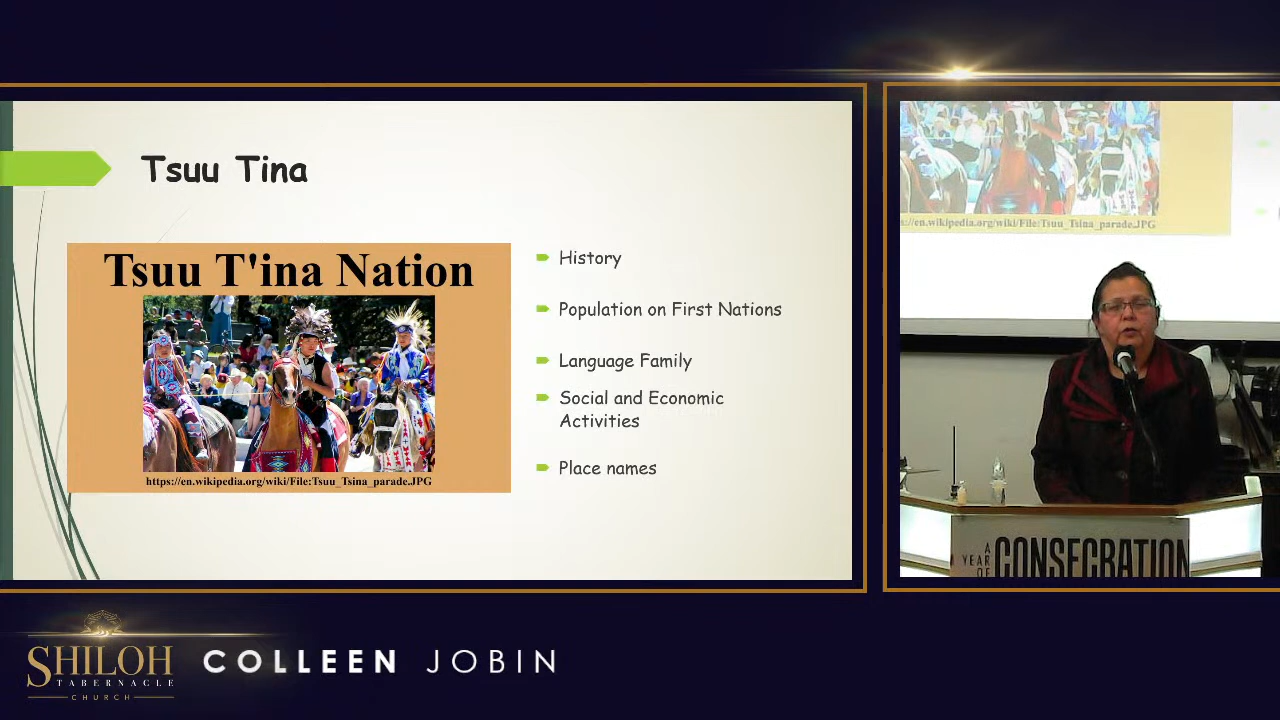 Tsuu Tina
Tsuu T'ina Nation
https://en.wikipedia.org/wiki/File:Tsuu_Tsina_parade.JPG
History
Population on First Nations
Language Family
Social and Economic
Activities
Place names
s://en.wikipedia.org/wiki/File:Tsuu_Tsina_parade.JPG
A
YEAR
OF
CONSECRATION
SHILOH
TABERNACLE
CHURCH
COLLEEN JOBIN